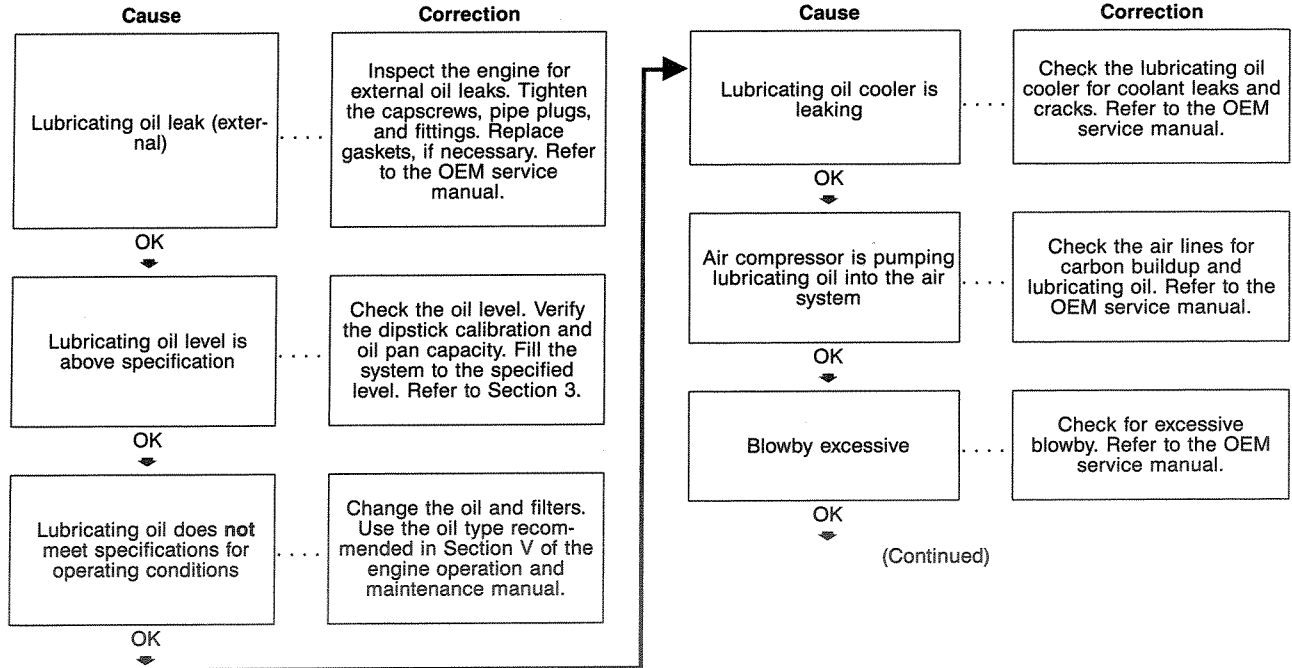 Cause
Correction
Lubricating oil leak (exter-
nal)
. . . .
Inspect the engine for
external oil leaks. Tighten
the capscrews, pipe plugs,
and fittings. Replace
gaskets, if necessary. Refer
to the OEM service
manual.
OK
Lubricating oil level is
above specification
. . . .
Check the oil level. Verify
the dipstick calibration and
oil pan capacity. Fill the
system to the specified
level. Refer to Section 3.
OK
Lubricating oil does not
meet specifications for
operating conditions
. . . .
Change the oil and filters.
Use the oil type recom-
mended in Section V of the
engine operation and
maintenance manual.
OK
Cause
Correction
Lubricating oil cooler is
leaking
. . . .
Check the lubricating oil
cooler for coolant leaks and
cracks. Refer to the OEM
service manual.
OK
Air compressor is pumping
lubricating oil into the air
system
. . . .
Check the air lines for
carbon buildup and
lubricating oil. Refer to the
OEM service manual.
OK
Blowby excessive
. . . .
Check for excessive
blowby. Refer to the OEM
service manual.
OK
(Continued)